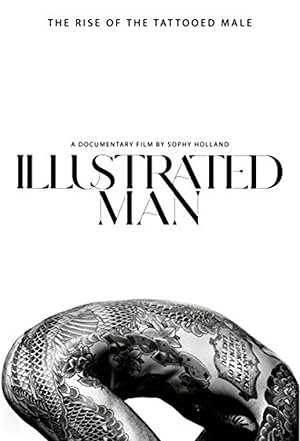 THE RISE OF THE TATTOOED MALE
A DOCUMENTARY FILM BY SOPHY HOLLAND
ILLUSTRATED
MAN